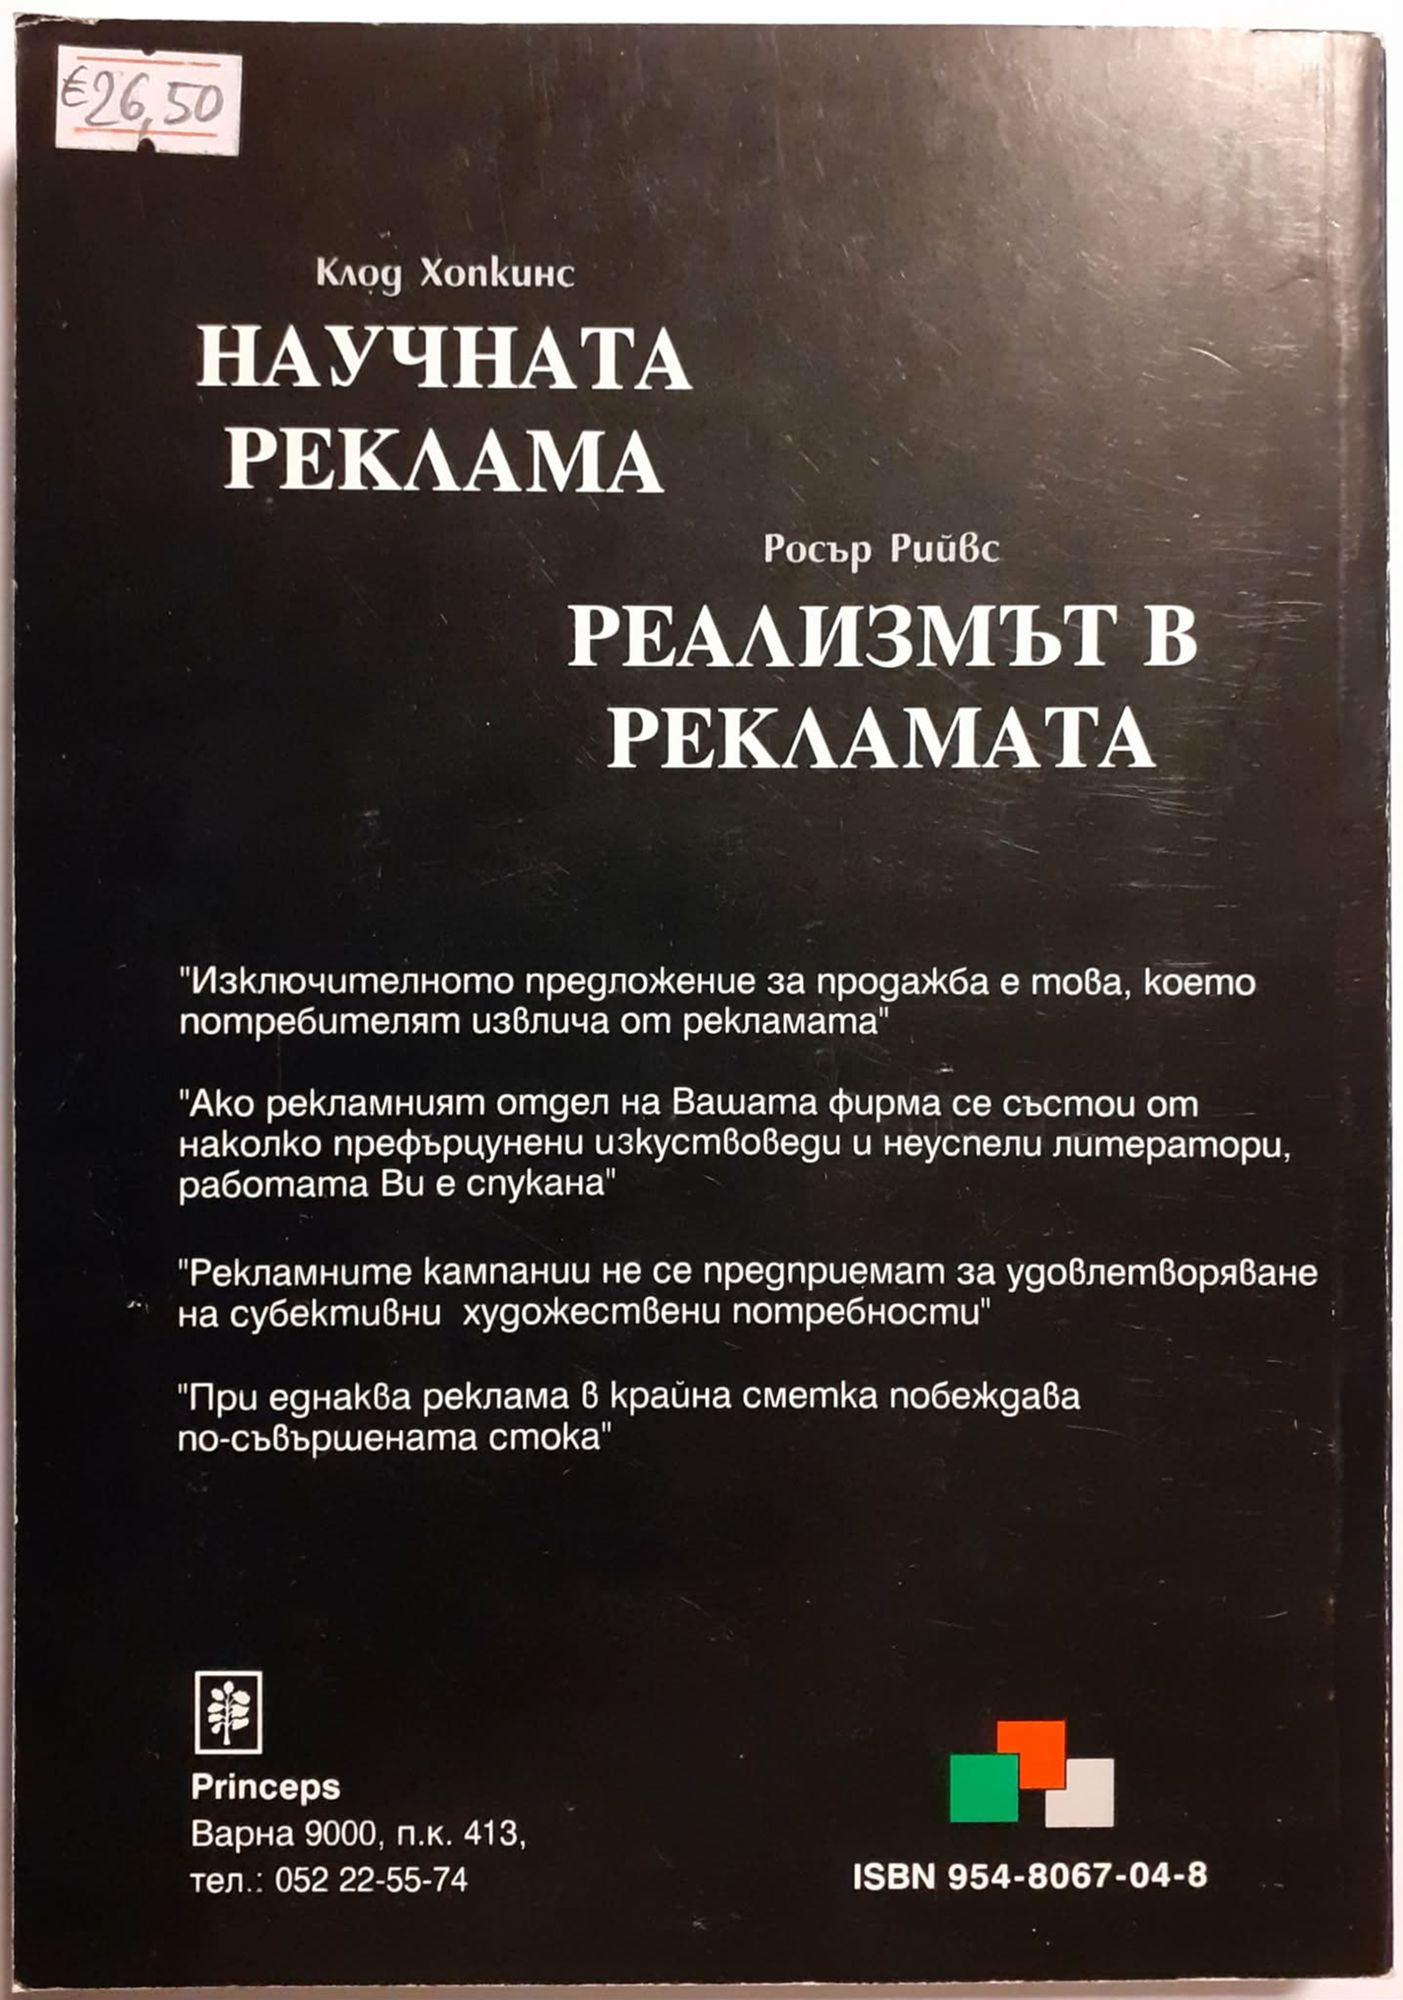 €26,50
Клод Хопкинс
НАУЧНАТА
РЕКЛАМА
Росър Рийвс
РЕАЛИЗМЪТ В
РЕКЛАМАТА
"Изключителното предложение за продажба е това, което
потребителят извлича от рекламата"
"Ако рекламният отдел на Вашата фирма се състои от
наколко префърцунени изкуствоведи и неуспели литератори,
работата Ви е спукана"
"Рекламните кампании не се предприемат за удовлетворяване
на субективни художествени потребности"
"При еднаква реклама в крайна сметка побеждава
по-съвършената стока"
Princeps
Варна 9000, п.к. 413,
тел.: 052 22-55-74
ISBN 954-8067-04-8